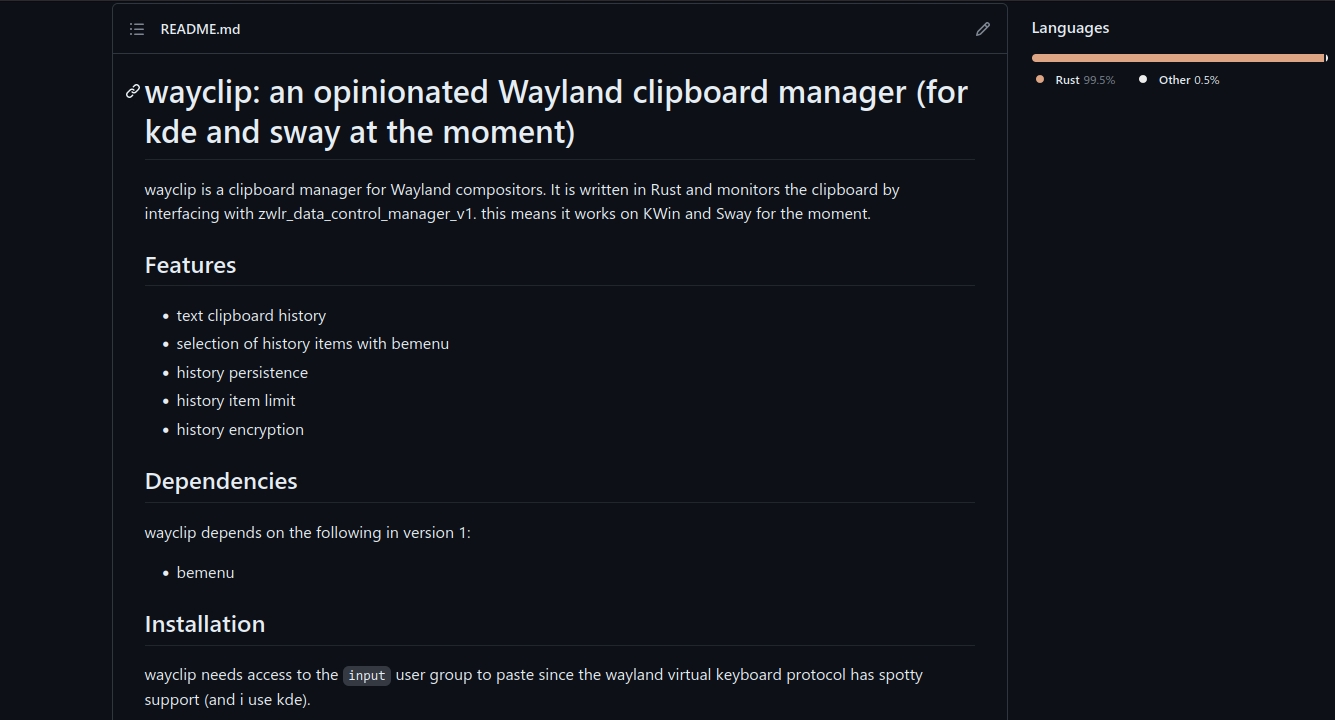 README.md
wayclip: an opinionated Wayland clipboard manager (for
kde and sway at the moment)
wayclip is a clipboard manager for Wayland compositors. It is written in Rust and monitors the clipboard by
interfacing with zwlr_data_control_manager_v1. this means it works on KWin and Sway for the moment.
Features
• text clipboard history
• selection of history items with bemenu
• history persistence
• history item limit
• history encryption
Dependencies
wayclip depends on the following in version 1:
• bemenu
Installation
wayclip needs access to the input user group to paste since the wayland virtual keyboard protocol has spotty
support (and i use kde).
Languages
Rust 99.5% Other 0.5%